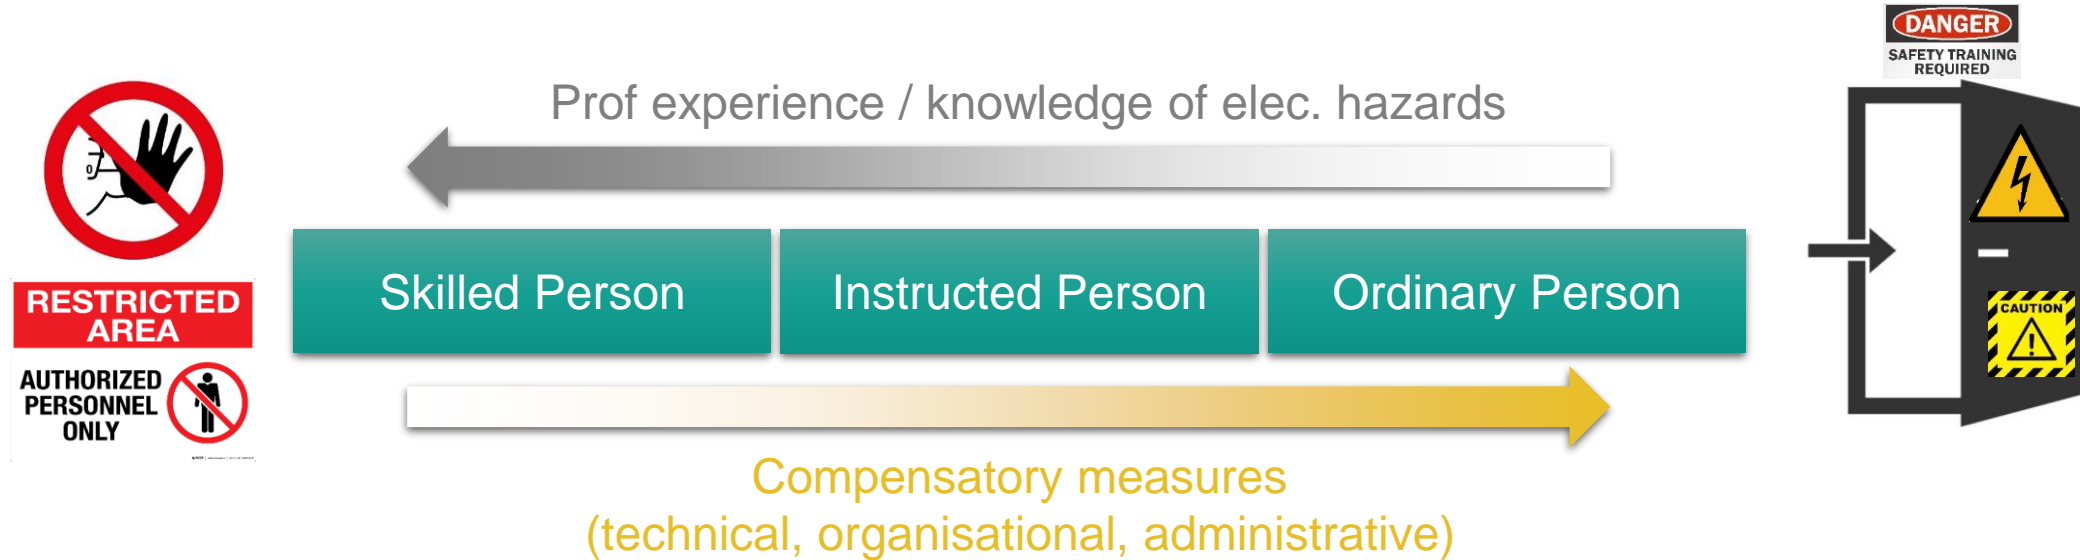 DANGER
SAFETY TRAINING
REQUIRED
Prof experience / knowledge of elec. hazards
RESTRICTED
AREA
AUTHORIZED
PERSONNEL
ONLY
Skilled Person
Instructed Person
Ordinary Person
CAUTION
Compensatory measures
(technical, organisational, administrative)